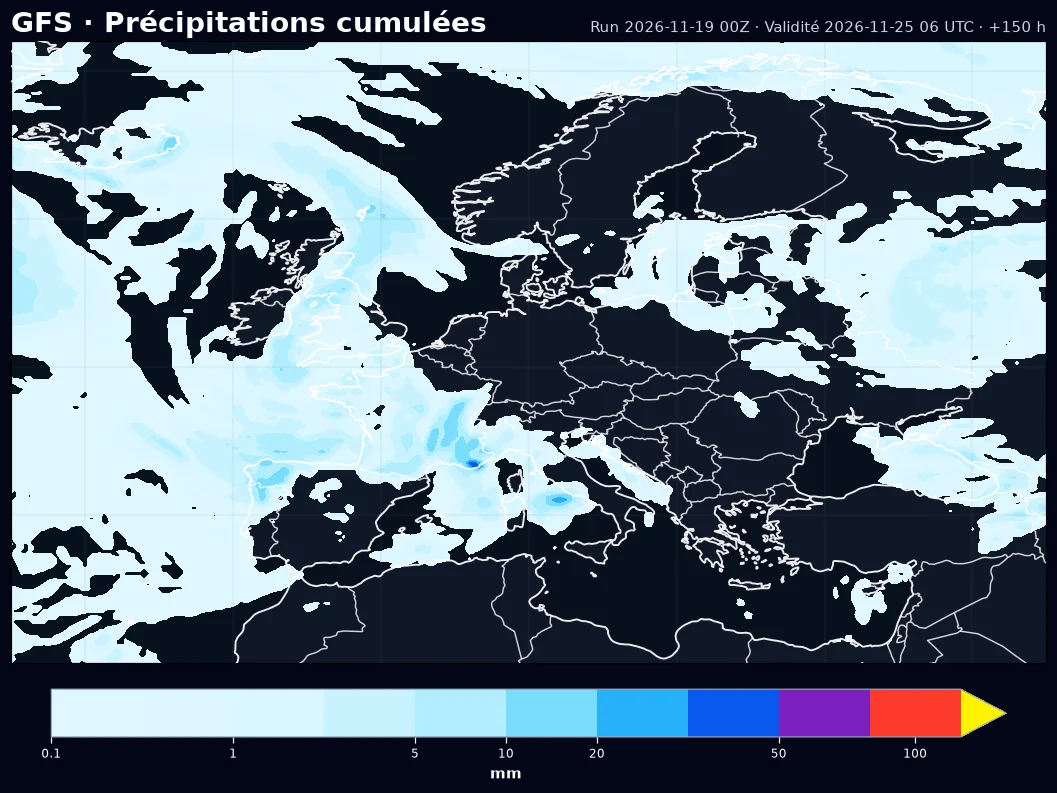 GFS · Précipitations cumulées
Run 2026-11-19 00Z · Validité 2026-11-25 06 UTC · +150 h
0.1 1 5 10 20 50 100
mm